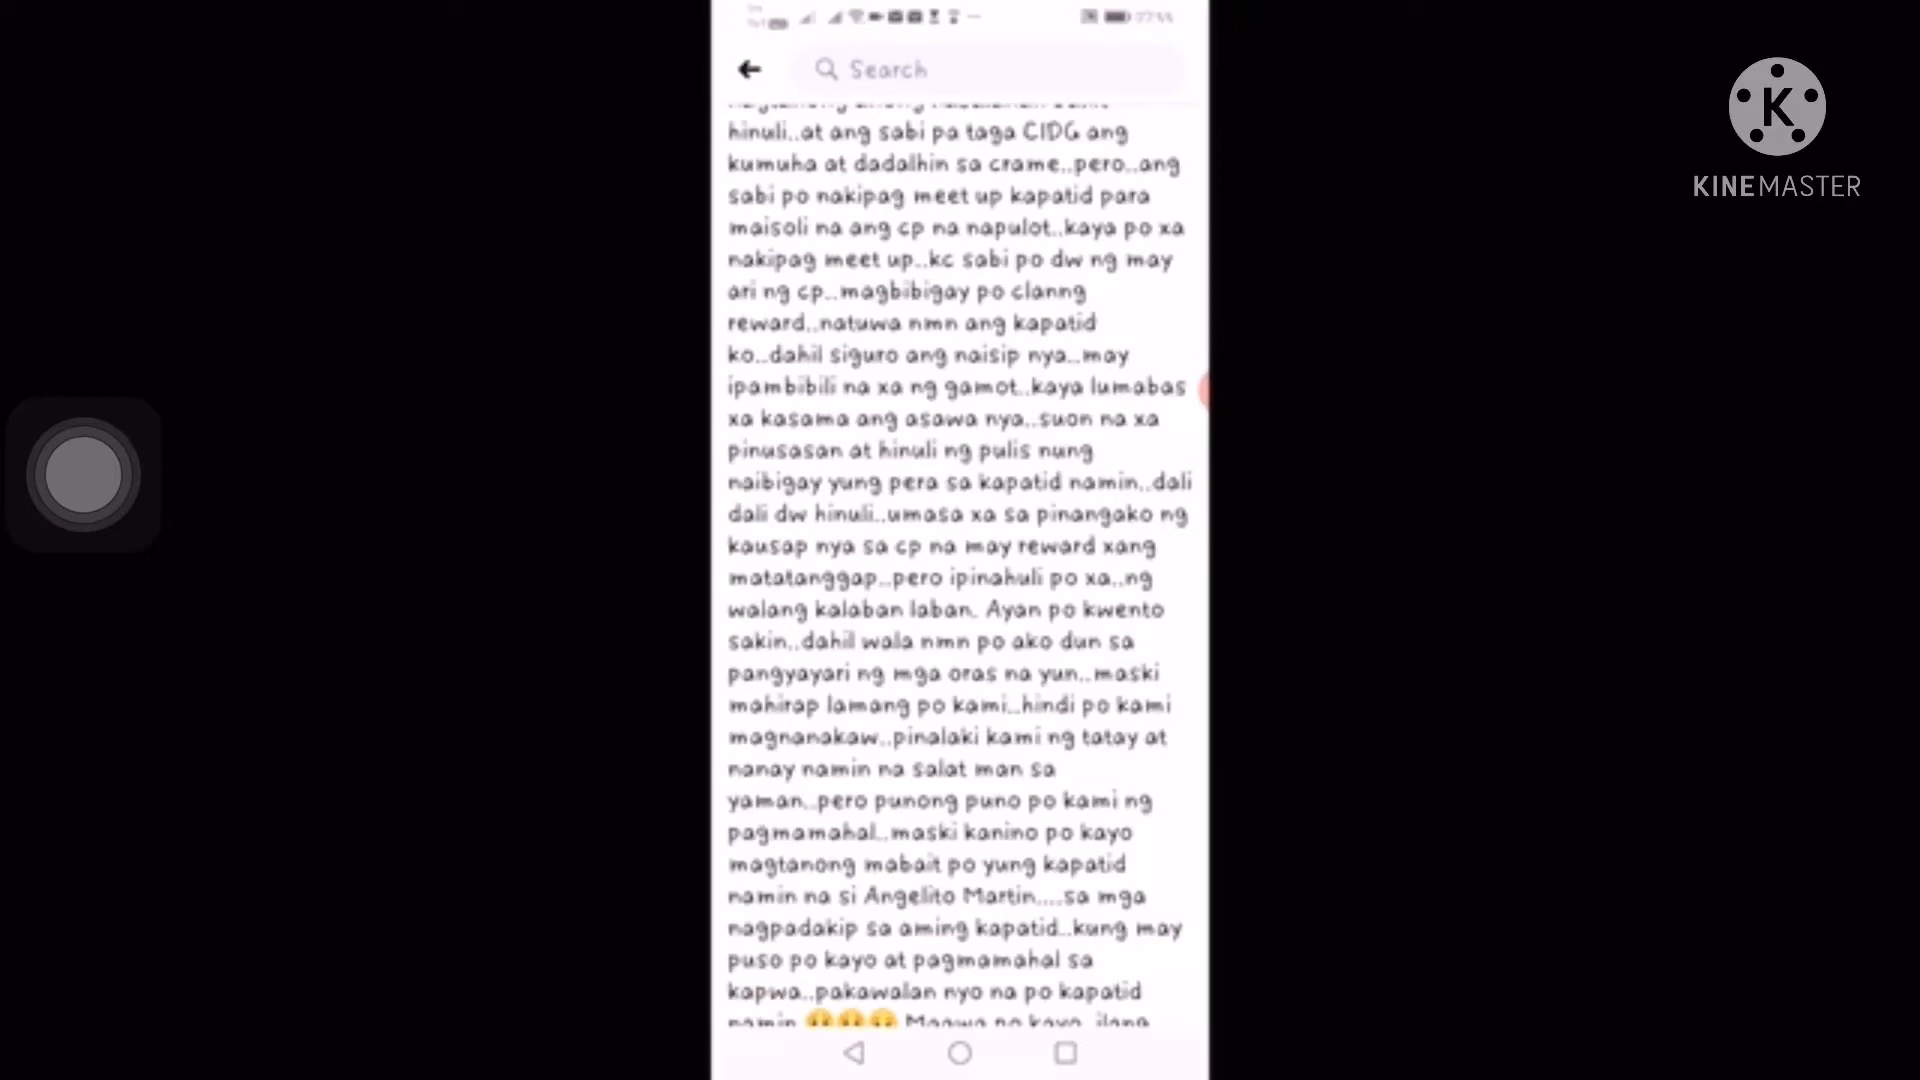 Search
hinuli..at ang sabi pa taga CIDG ang
kumuha at dadalhin sa crame..pero..ang
sabi po nakipag meet up kapatid para
maisoli na ang cp na napulot..kaya po xa
nakipag meet up..kc sabi po dw ng may
ari ng cp..magbibigay po clanng
reward..natuwa nmn ang kapatid
ko..dahil siguro ang naisip nya..may
ipambibili na xa ng gamot..kaya lumabas
xa kasama ang asawa nya..suon na xa
pinusasan at hinuli ng pulis nung
naibigay yung pera sa kapatid namin..dali
dali dw hinuli..umasa xa sa pinangako ng
kausap nya sa cp na may reward xang
matatanggap..pero ipinahuli po xa..ng
walang kalaban laban. Ayan po kwento
sakin..dahil wala nmn po ako dun sa
pangyayari ng mga oras na yun..maski
mahirap lamang po kami..hindi po kami
magnanakaw..pinalaki kami ng tatay at
nanay namin na salat man sa
yaman..pero punong puno po kami ng
pagmamahal..maski kanino po kayo
magtanong mabait po yung kapatid
namin na si Angelito Martin....sa mga
nagpadakip sa aming kapatid..kung may
puso po kayo at pagmamahal sa
kapwa..pakawalan nyo na po kapatid
namin 😔😔😔 Maawa po kayo..ilang
KINEMASTER